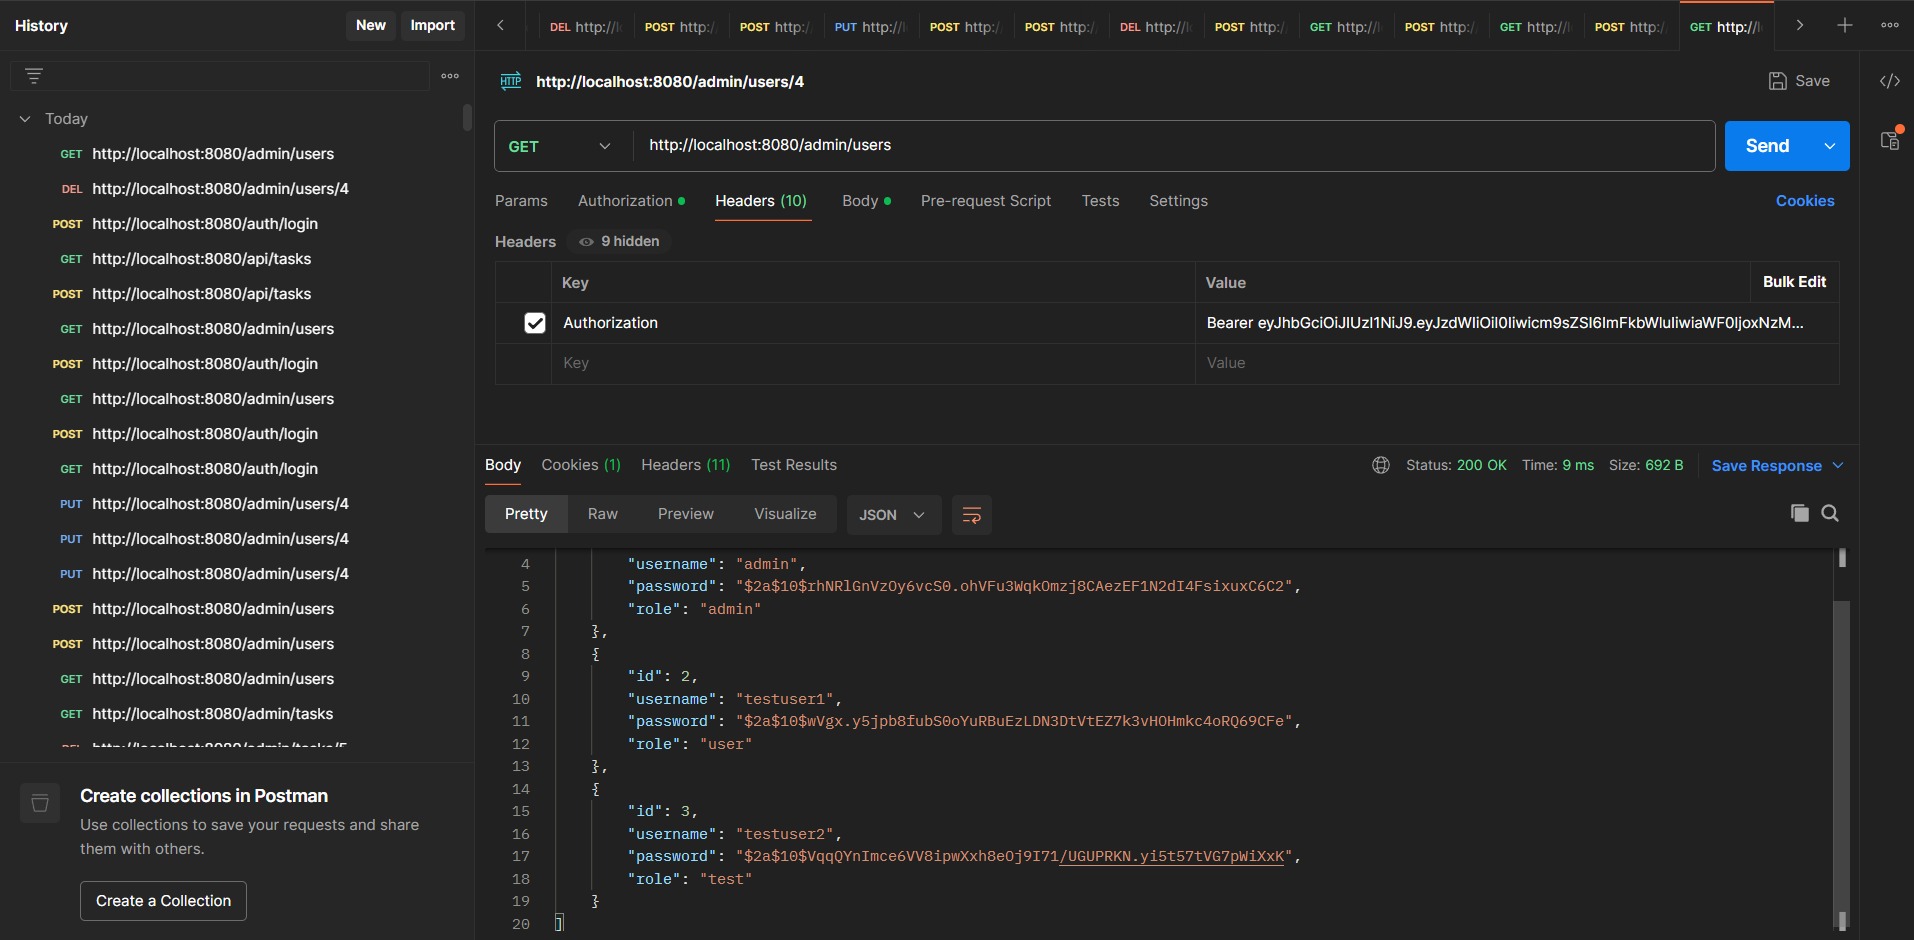 History
New
Import
Today
GET http://localhost:8080/admin/users
DEL http://localhost:8080/admin/users/4
POST http://localhost:8080/auth/login
GET http://localhost:8080/api/tasks
POST http://localhost:8080/api/tasks
GET http://localhost:8080/admin/users
POST http://localhost:8080/auth/login
GET http://localhost:8080/admin/users
POST http://localhost:8080/auth/login
GET http://localhost:8080/auth/login
PUT http://localhost:8080/admin/users/4
PUT http://localhost:8080/admin/users/4
PUT http://localhost:8080/admin/users/4
POST http://localhost:8080/admin/users
POST http://localhost:8080/admin/users
GET http://localhost:8080/admin/users
GET http://localhost:8080/admin/tasks
Create collections in Postman
Use collections to save your requests and share
them with others.
Create a Collection
DEL http://l POST http:/ POST http:/ PUT http://l POST http:/ POST http:/ DEL http://l POST http:/ GET http://l POST http:/ GET http://l POST http:/ GET http://l
HTTP http://localhost:8080/admin/users/4
Save
GET http://localhost:8080/admin/users
Send
Params Authorization Headers (10) Body Pre-request Script Tests Settings Cookies
Headers 9 hidden
Key Value Bulk Edit
Authorization Bearer eyJhbGciOiJIUzI1NiJ9.eyJzdWIiOiI0Iiwicm9sZSI6ImFkbWluIiwiaWF0IjoxNzM...
Key Value
Body Cookies (1) Headers (11) Test Results Status: 200 OK Time: 9 ms Size: 692 B Save Response
Pretty Raw Preview Visualize JSON
4 "username": "admin",
5 "password": "$2a$10$rhNRlGnVzOy6vcS0.ohVFu3WqkOmzj8CAezEF1N2dI4FsixuxC6C2",
6 "role": "admin"
7 },
8 {
9 "id": 2,
10 "username": "testuser1",
11 "password": "$2a$10$wVgx.y5jpb8fubS0oYuRBuEzLDN3DtVtEZ7k3vHOHmkc4oRQ69CFe",
12 "role": "user"
13 },
14 {
15 "id": 3,
16 "username": "testuser2",
17 "password": "$2a$10$VqqQYnImce6VV8ipwXxh8eOj9I71/UGUPRKN.yi5t57tVG7pWiXxK",
18 "role": "test"
19 }
20 ]